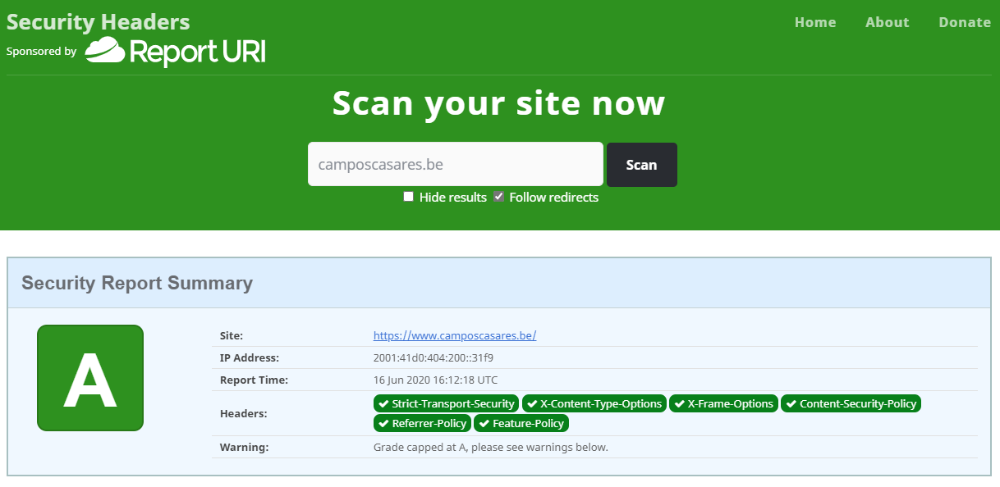 Security Headers
Home About Donate
Sponsored by Report URI
Scan your site now
camposcasares.be Scan
Hide results Follow redirects
Security Report Summary
A
Site: https://www.camposcasares.be/
IP Address: 2001:41d0:404:200::31f9
Report Time: 16 Jun 2020 16:12:18 UTC
Headers: Strict-Transport-Security X-Content-Type-Options X-Frame-Options Content-Security-Policy
Referrer-Policy Feature-Policy
Warning: Grade capped at A, please see warnings below.